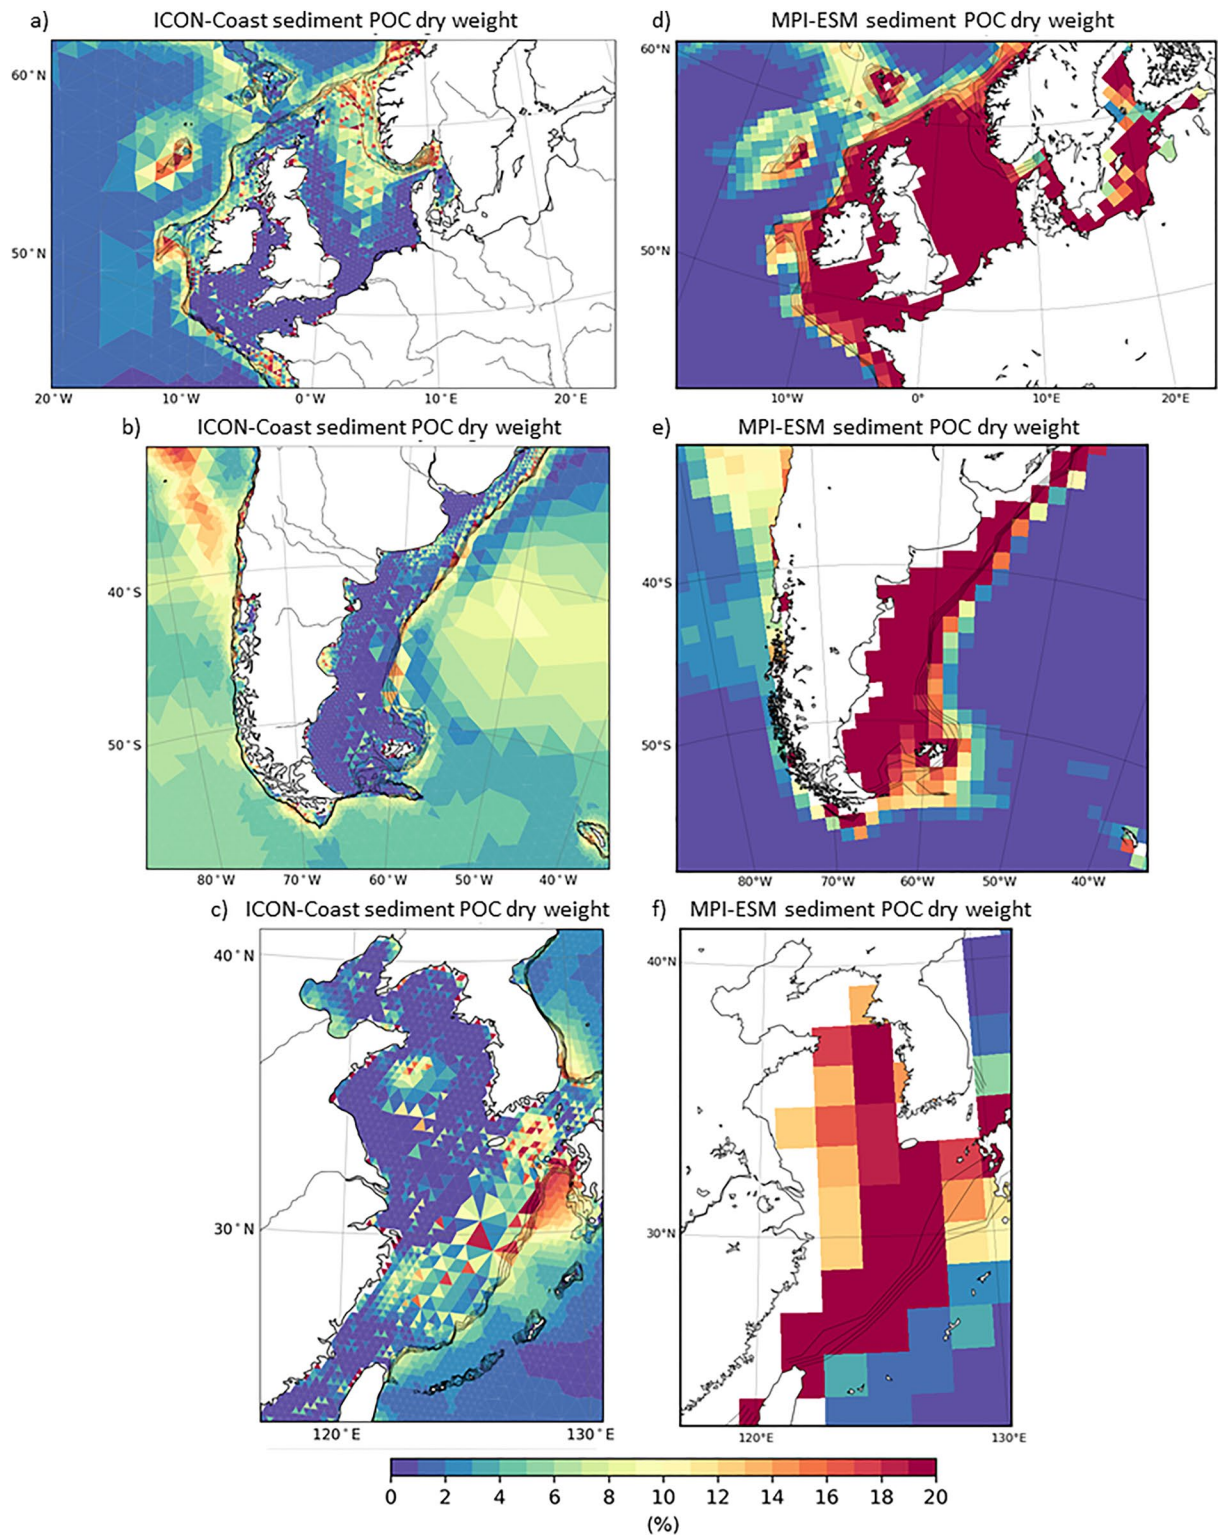 a) ICON-Coast sediment POC dry weight
d) MPI-ESM sediment POC dry weight
60°N
50°N
20°W 10°W 0°W 10°E 20°E
60°N
50°N
10°W 0° 10°E 20°E
b) ICON-Coast sediment POC dry weight
e) MPI-ESM sediment POC dry weight
40°S
50°S
80°W 70°W 60°W 50°W 40°W
40°S
50°S
80°W 70°W 60°W 50°W 40°W
c) ICON-Coast sediment POC dry weight
f) MPI-ESM sediment POC dry weight
40°N
30°N
120°E 130°E
40°N
30°N
120°E 130°E
0 2 4 6 8 10 12 14 16 18 20
(%)